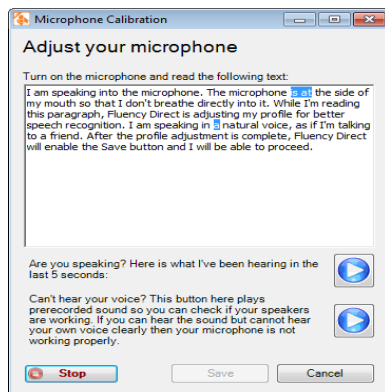 Microphone Calibration
Adjust your microphone
Turn on the microphone and read the following text:
I am speaking into the microphone. The microphone is at the side of
my mouth so that I don't breathe directly into it. While I'm reading
this paragraph, Fluency Direct is adjusting my profile for better
speech recognition. I am speaking in a natural voice, as if I'm talking
to a friend. After the profile adjustment is complete, Fluency Direct
will enable the Save button and I will be able to proceed.
Are you speaking? Here is what I've been hearing in the
last 5 seconds:
Can't hear your voice? This button here plays
prerecorded sound so you can check if your speakers
are working. If you can hear the sound but cannot hear
your own voice clearly then your microphone is not
working properly.
Stop
Save
Cancel